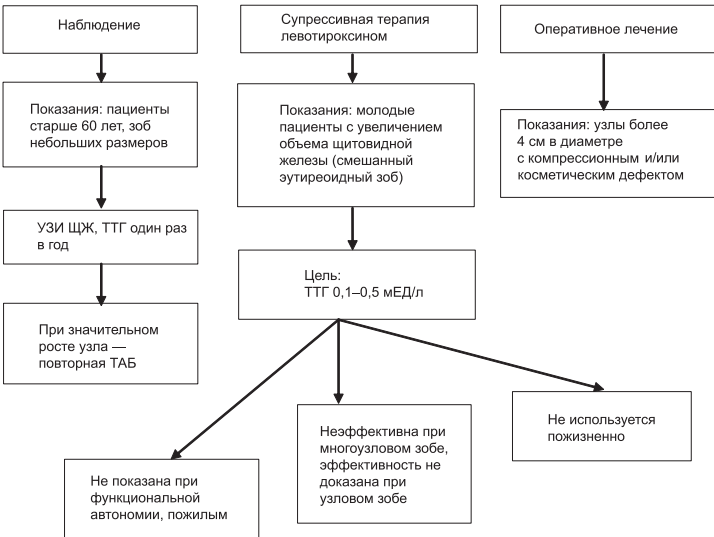 Наблюдение
Супрессивная терапия
левотироксином
Оперативное лечение
Показания: пациенты
старше 60 лет, зоб
небольших размеров
Показания: молодые
пациенты с увеличением
объема щитовидной
железы (смешанный
эутиреоидный зоб)
Показания: узлы более
4 см в диаметре
с компрессионным и/или
косметическим дефектом
УЗИ ЩЖ, ТТГ один раз
в год
Цель:
ТТГ 0,1–0,5 мЕД/л
При значительном
росте узла —
повторная ТАБ
Не показана при
функциональной
автономии, пожилым
Неэффективна при
многоузловом зобе,
эффективность не
доказана при
узловом зобе
Не используется
пожизненно